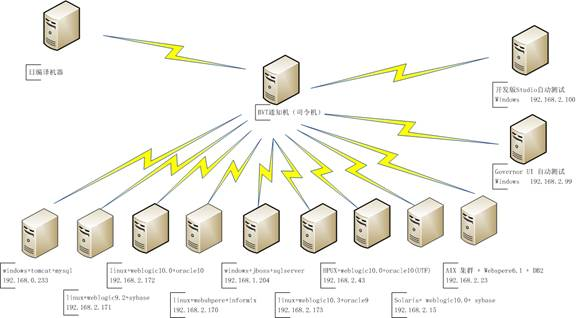 日编译机器
BVT通知机（司令机）
开发版Studio自动测试
Windows 192.168.2.100
Governor UI 自动测试
Windows 192.168.2.99
windows+tomcat+mysql
192.168.0.233
linux+weblogic9.2+sybase
192.168.2.171
linux+weblogic10.0+oracle10
192.168.2.172
linux+webshpere+informix
192.168.2.170
windows+jboss+sqlserver
192.168.1.204
linux+weblogic10.3+oracle9
192.168.2.173
HPUX+weblogic10.0+oracle10(UTF)
192.168.2.43
Solaris+ weblogic10.0+ sybase
192.168.2.15
AIX 集群 + Webspere6.1 + DB2
192.168.2.23